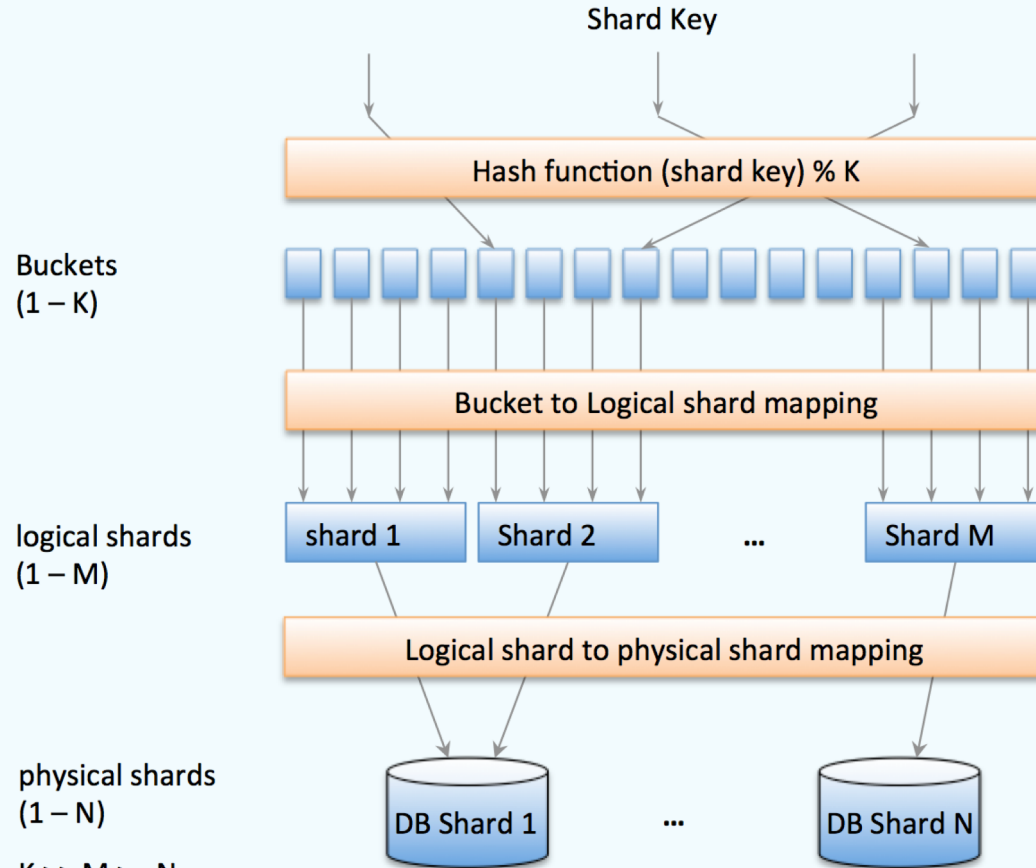 Shard Key
Hash function (shard key) % K
Buckets
(1 – K)
Bucket to Logical shard mapping
shard 1
Shard 2
...
Shard M
logical shards
(1 – M)
Logical shard to physical shard mapping
physical shards
(1 – N)
DB Shard 1
...
DB Shard N